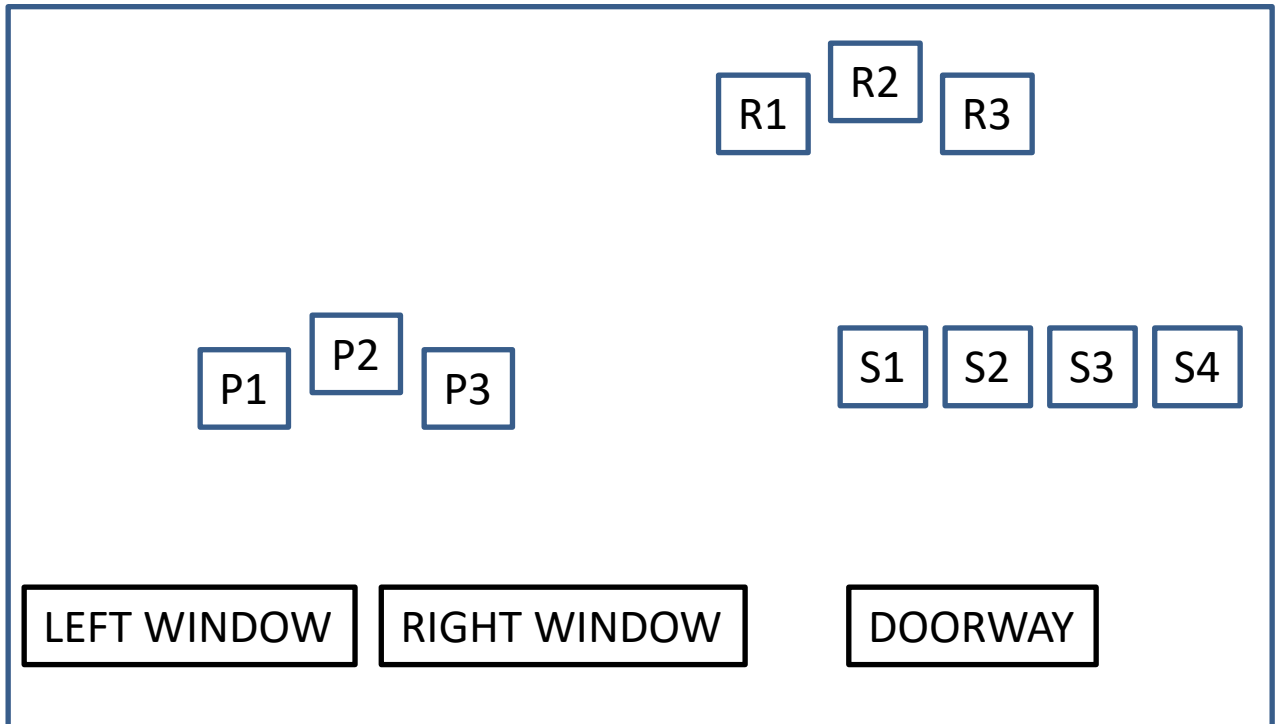 R1 R2 R3
P1 P2 P3
S1 S2 S3 S4
LEFT WINDOW
RIGHT WINDOW
DOORWAY